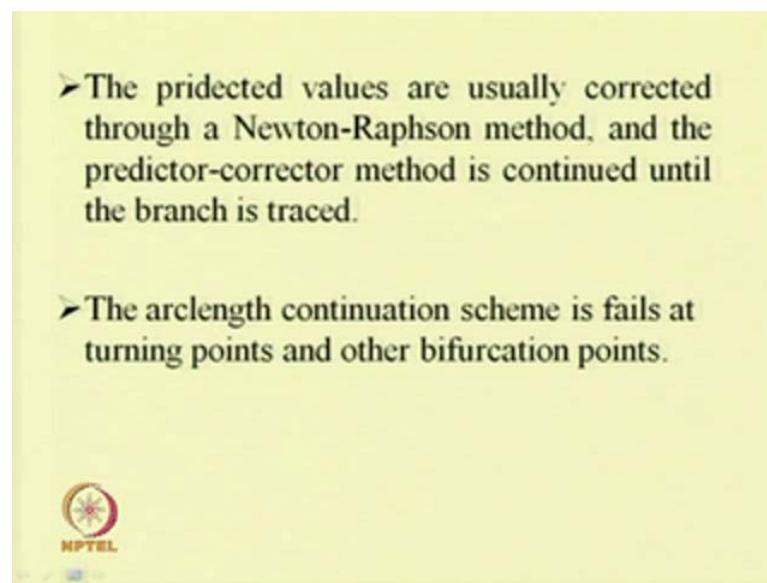 ➢The pridected values are usually corrected
through a Newton-Raphson method, and the
predictor-corrector method is continued until
the branch is traced.
➢The arclength continuation scheme is fails at
turning points and other bifurcation points.
NPTEL